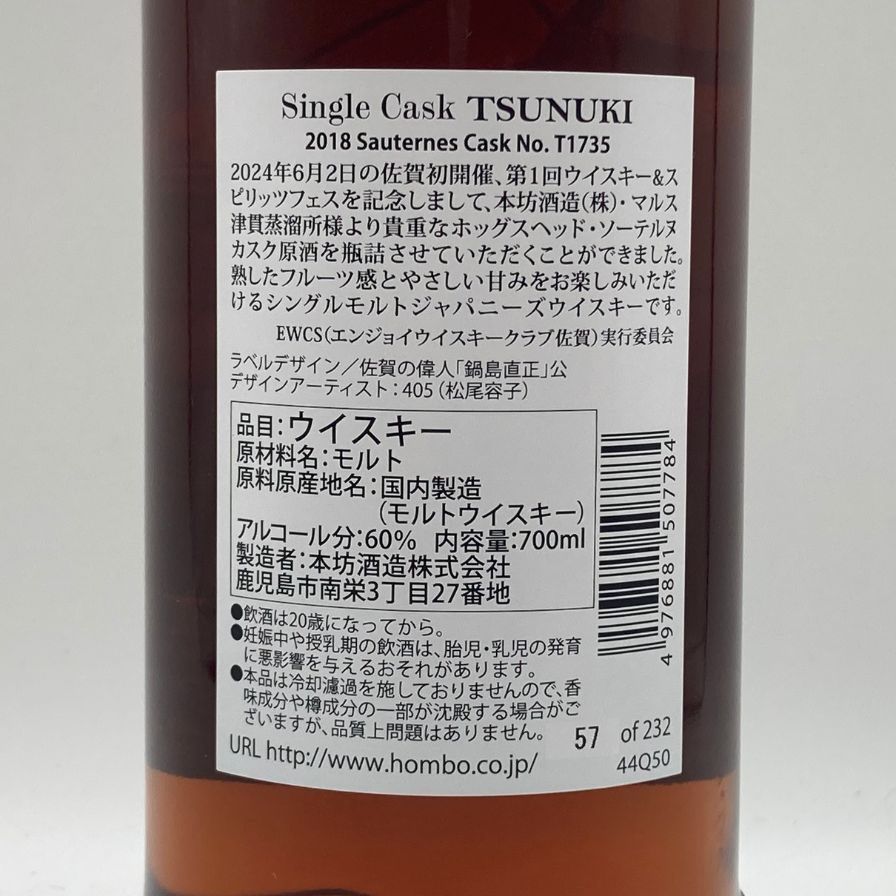 Single Cask TSUNUKI
2018 Sauternes Cask No. T1735
2024年6月2日の佐賀初開催、第1回ウイスキー&ス
ピリッツフェスを記念しまして、本坊酒造(株)・マルス
津貫蒸溜所様より貴重なホッグスヘッド・ソーテルヌ
カスク原酒を瓶詰させていただくことができました。
熟したフルーツ感とやさしい甘みをお楽しみいただ
けるシングルモルトジャパニーズウイスキーです。
EWCS(エンジョイウイスキークラブ佐賀)実行委員会
ラベルデザイン／佐賀の偉人「鍋島直正」公
デザインアーティスト：405（松尾容子）
品目：ウイスキー
原材料名：モルト
原料原産地名：国内製造
（モルトウイスキー）
アルコール分：60％ 内容量：700ml
製造者：本坊酒造株式会社
鹿児島市南栄3丁目27番地
4 976881 507784
●飲酒は20歳になってから。
●妊娠中や授乳期の飲酒は、胎児・乳児の発育
に悪影響を与えるおそれがあります。
●本品は冷却濾過を施しておりませんので、香
味成分や樽成分の一部が沈殿する場合がご
ざいますが、品質上問題はありません。
57 of 232
URL http://www.hombo.co.jp/
44Q50